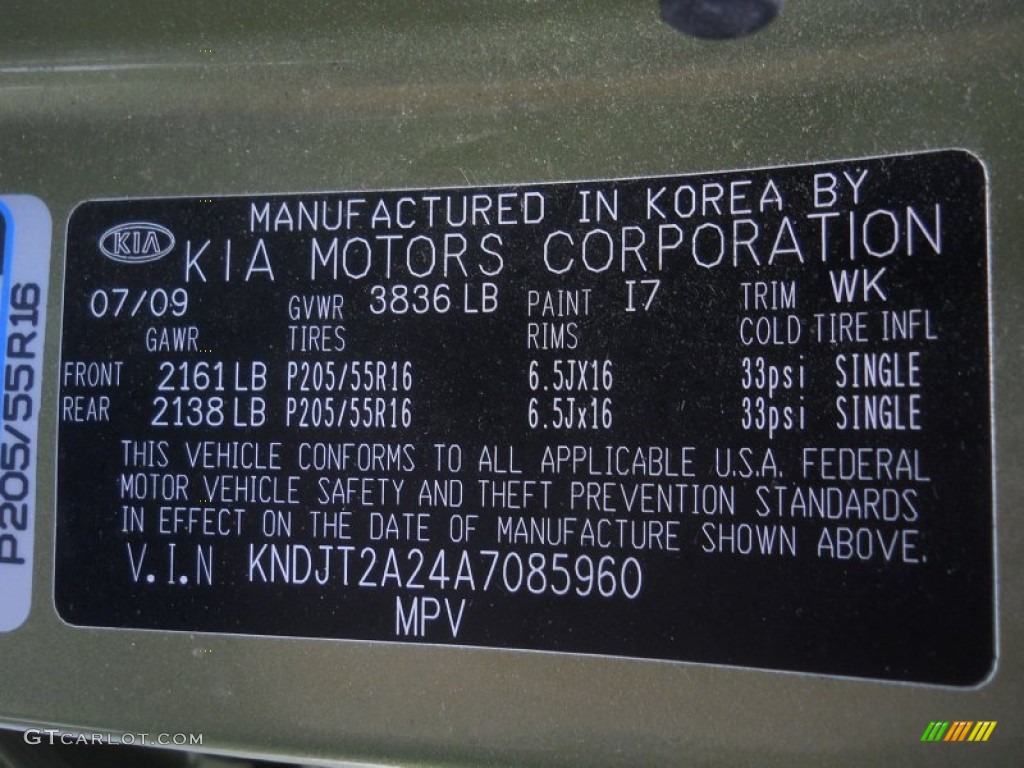 MANUFACTURED IN KOREA BY
KIA KIA MOTORS CORPORATION
07/09 GVWR 3836 LB PAINT I7 TRIM WK
GAWR TIRES RIMS COLD TIRE INFL
FRONT 2161 LB P205/55R16 6.5JX16 33psi SINGLE
REAR 2138 LB P205/55R16 6.5Jx16 33psi SINGLE
THIS VEHICLE CONFORMS TO ALL APPLICABLE U.S.A. FEDERAL
MOTOR VEHICLE SAFETY AND THEFT PREVENTION STANDARDS
IN EFFECT ON THE DATE OF MANUFACTURE SHOWN ABOVE.
V.I.N KNDJT2A24A7085960
MPV
P205/55R16
GTCARLOT.COM